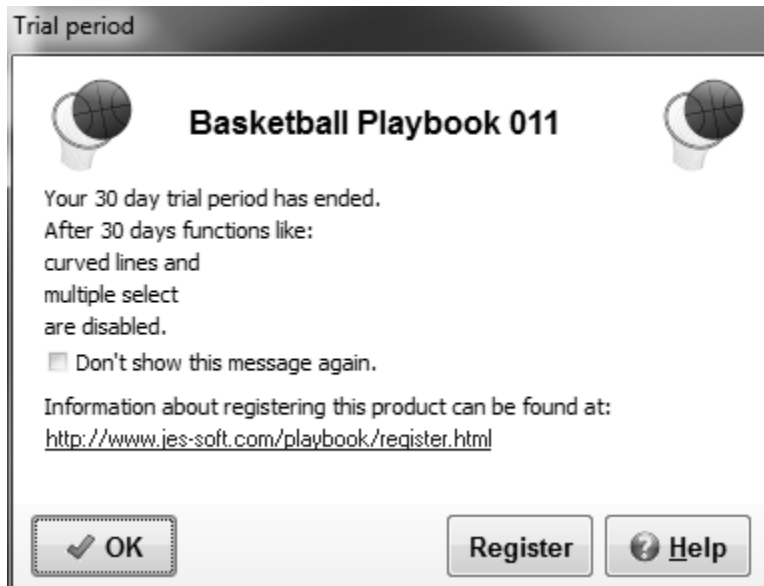 Trial period
Basketball Playbook 011
Your 30 day trial period has ended.
After 30 days functions like:
curved lines and
multiple select
are disabled.
Don't show this message again.
Information about registering this product can be found at:
http://www.jes-soft.com/playbook/register.html
OK
Register
Help